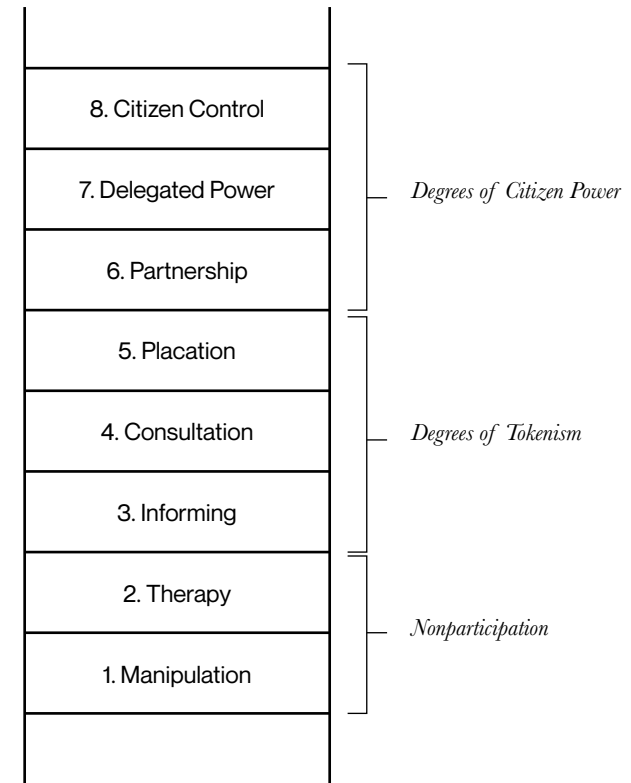 8. Citizen Control
7. Delegated Power
Degrees of Citizen Power
6. Partnership
5. Placation
4. Consultation
Degrees of Tokenism
3. Informing
2. Therapy
Nonparticipation
1. Manipulation